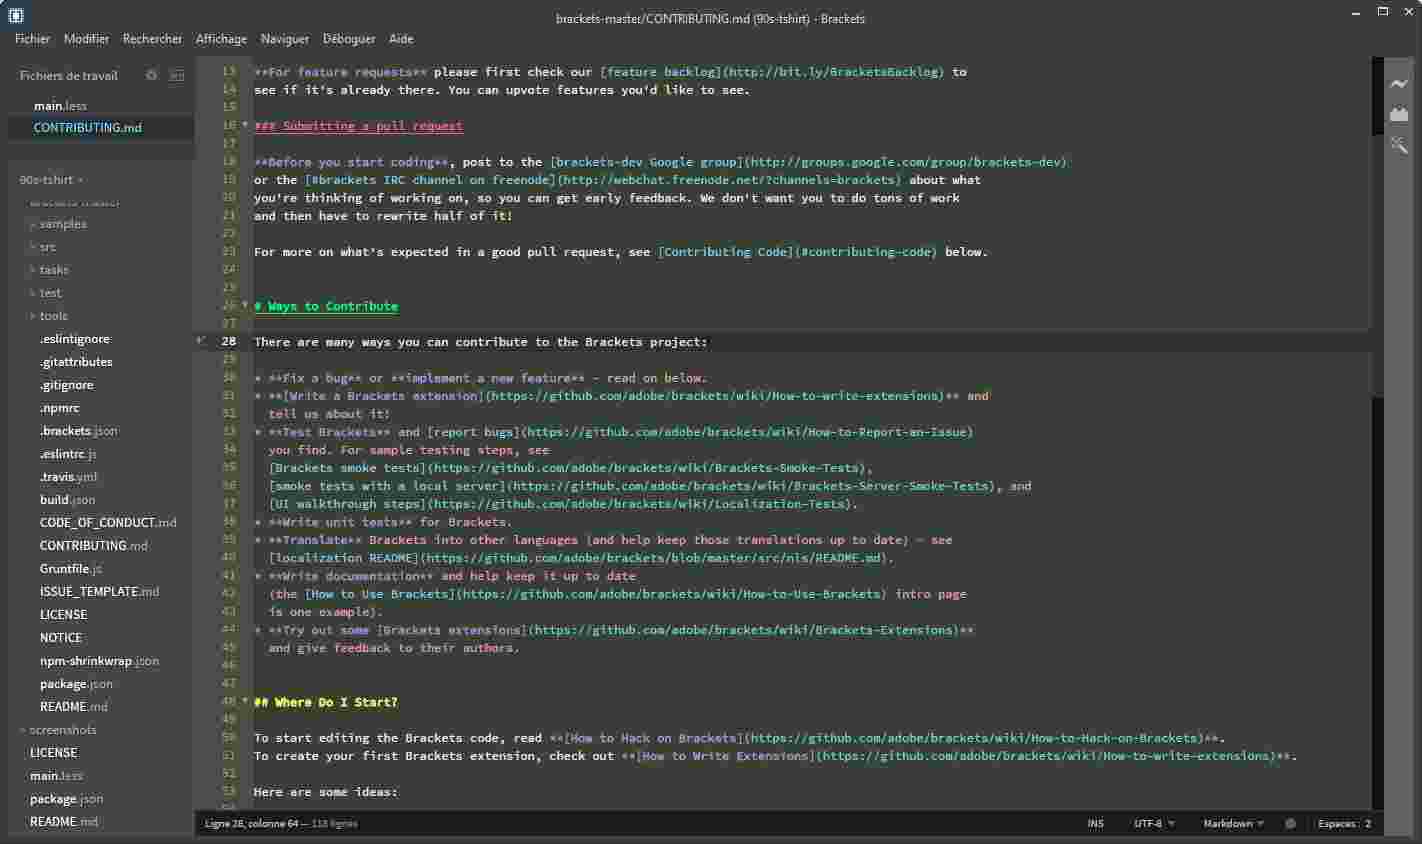 brackets-master/CONTRIBUTING.md (90s-tshirt) - Brackets
Fichier Modifier Rechercher Affichage Naviguer Déboguer Aide
Fichiers de travail
main.less
CONTRIBUTING.md
90s-tshirt
brackets-master
samples
src
tasks
test
tools
.eslintignore
.gitattributes
.gitignore
.npmrc
.brackets.json
.eslintrc.js
.travis.yml
build.json
CODE_OF_CONDUCT.md
CONTRIBUTING.md
Gruntfile.js
ISSUE_TEMPLATE.md
LICENSE
NOTICE
npm-shrinkwrap.json
package.json
README.md
screenshots
LICENSE
main.less
package.json
README.md
13 **For feature requests** please first check our [feature backlog](http://bit.ly/BracketsBacklog) to
14 see if it's already there. You can upvote features you'd like to see.
15
16 ### Submitting a pull request
17
18 **Before you start coding**, post to the [brackets-dev Google group](http://groups.google.com/group/brackets-dev)
19 or the [#brackets IRC channel on freenode](http://webchat.freenode.net/?channels=brackets) about what
20 you're thinking of working on, so you can get early feedback. We don't want you to do tons of work
21 and then have to rewrite half of it!
22
23 For more on what's expected in a good pull request, see [Contributing Code](#contributing-code) below.
24
25
26 # Ways to Contribute
27
28 There are many ways you can contribute to the Brackets project:
29
30 * **Fix a bug** or **implement a new feature** - read on below.
31 * **[Write a Brackets extension](https://github.com/adobe/brackets/wiki/How-to-write-extensions)** and
32 tell us about it!
33 * **Test Brackets** and [report bugs](https://github.com/adobe/brackets/wiki/How-to-Report-an-Issue)
34 you find. For sample testing steps, see
35 [Brackets smoke tests](https://github.com/adobe/brackets/wiki/Brackets-Smoke-Tests),
36 [smoke tests with a local server](https://github.com/adobe/brackets/wiki/Brackets-Server-Smoke-Tests), and
37 [UI walkthrough steps](https://github.com/adobe/brackets/wiki/Localization-Tests).
38 * **Write unit tests** for Brackets.
39 * **Translate** Brackets into other languages (and help keep those translations up to date) - see
40 [localization README](https://github.com/adobe/brackets/blob/master/src/nls/README.md).
41 * **Write documentation** and help keep it up to date
42 (the [How to Use Brackets](https://github.com/adobe/brackets/wiki/How-to-Use-Brackets) intro page
43 is one example).
44 * **Try out some [Brackets extensions](https://github.com/adobe/brackets/wiki/Brackets-Extensions)**
45 and give feedback to their authors.
46
47
48 ## Where Do I Start?
49
50 To start editing the Brackets code, read **[How to Hack on Brackets](https://github.com/adobe/brackets/wiki/How-to-Hack-on-Brackets)**.
51 To create your first Brackets extension, check out **[How to Write Extensions](https://github.com/adobe/brackets/wiki/How-to-write-extensions)**.
52
53 Here are some ideas:
Ligne 28, colonne 64 — 118 lignes
INS UTF-8 Markdown Espaces : 2